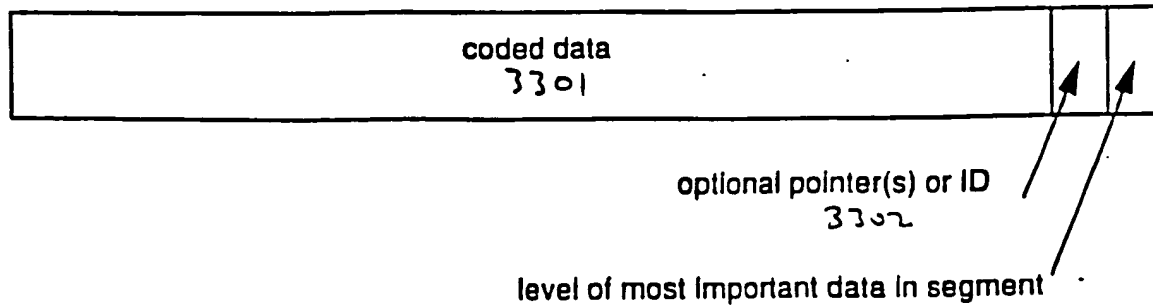 coded data
3301
optional pointer(s) or ID
3302
level of most important data in segment